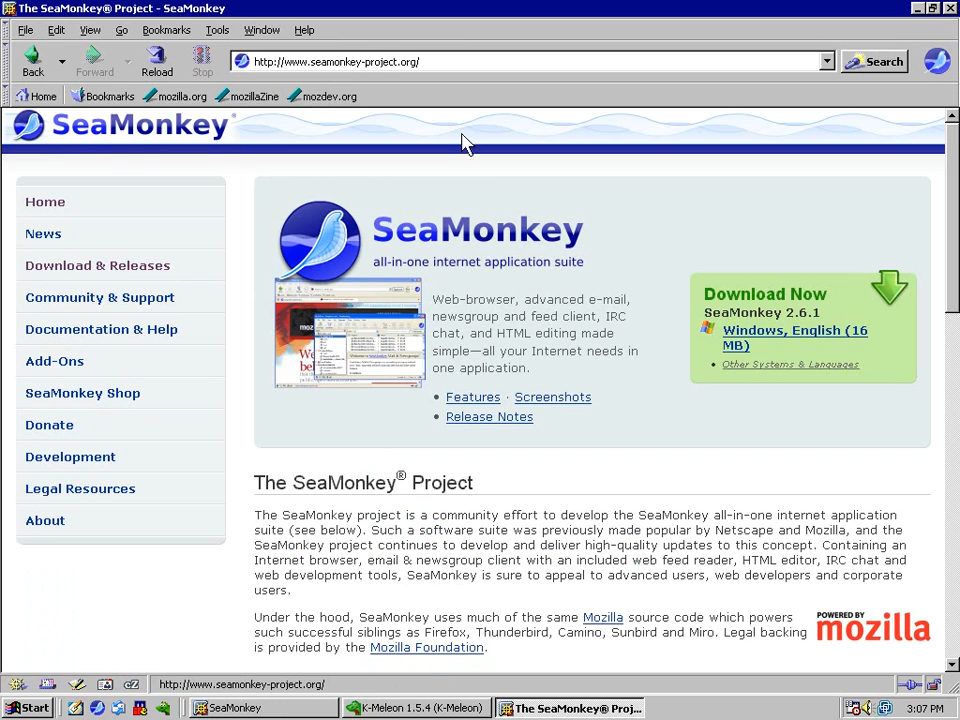 The SeaMonkey® Project - SeaMonkey
File Edit View Go Bookmarks Tools Window Help
Back Forward Reload Stop http://www.seamonkey-project.org/ Search
Home Bookmarks mozilla.org mozillaZine mozdev.org
SeaMonkey®
Home
News
Download & Releases
Community & Support
Documentation & Help
Add-Ons
SeaMonkey Shop
Donate
Development
Legal Resources
About
SeaMonkey
all-in-one internet application suite
Web-browser, advanced e-mail,
newsgroup and feed client, IRC
chat, and HTML editing made
simple—all your Internet needs in
one application.
• Features · Screenshots
• Release Notes
Download Now
SeaMonkey 2.6.1
Windows, English (16
MB)
• Other Systems & Languages
The SeaMonkey® Project
The SeaMonkey project is a community effort to develop the SeaMonkey all-in-one internet application
suite (see below). Such a software suite was previously made popular by Netscape and Mozilla, and the
SeaMonkey project continues to develop and deliver high-quality updates to this concept. Containing an
Internet browser, email & newsgroup client with an included web feed reader, HTML editor, IRC chat and
web development tools, SeaMonkey is sure to appeal to advanced users, web developers and corporate
users.
Under the hood, SeaMonkey uses much of the same Mozilla source code which powers
such successful siblings as Firefox, Thunderbird, Camino, Sunbird and Miro. Legal backing
is provided by the Mozilla Foundation.
POWERED BY
mozilla
http://www.seamonkey-project.org/
Start SeaMonkey K-Meleon 1.5.4 (K-Meleon) The SeaMonkey® Proj... 3:07 PM